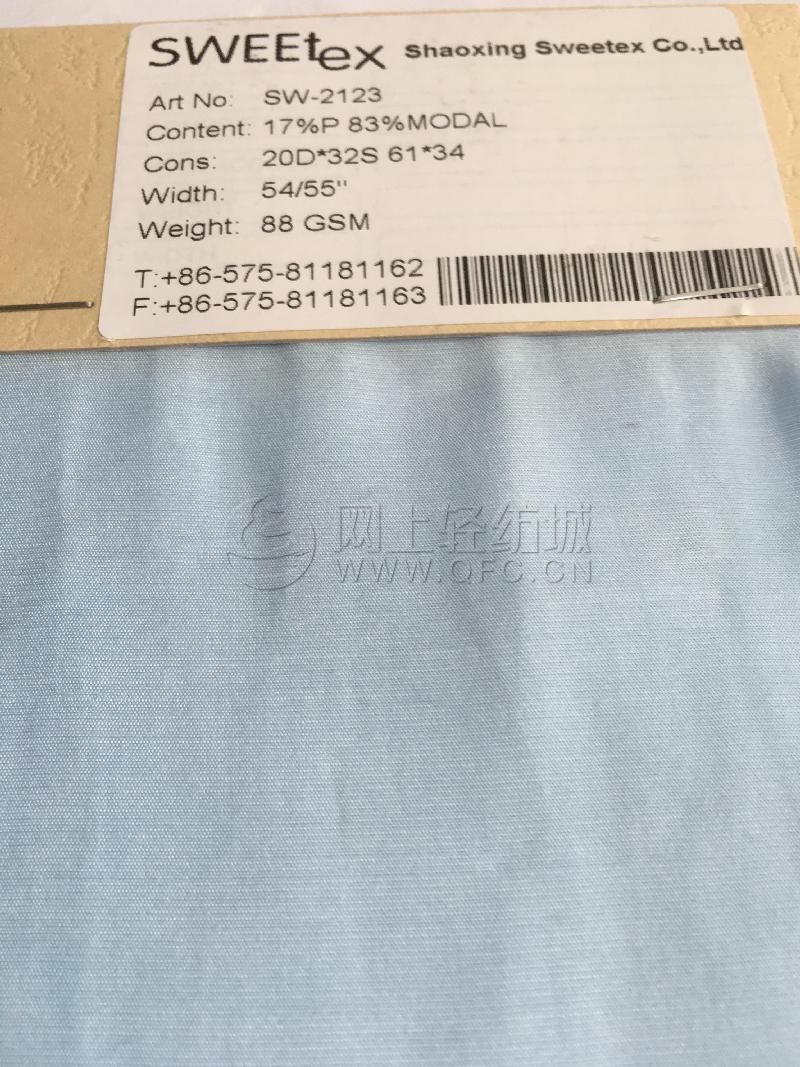 SWEEtex Shaoxing Sweetex Co.,Ltd
Art No: SW-2123
Content: 17%P 83%MODAL
Cons: 20D*32S 61*34
Width: 54/55"
Weight: 88 GSM
T:+86-575-81181162
F:+86-575-81181163
网上轻纺城
WWW.QFC.CN